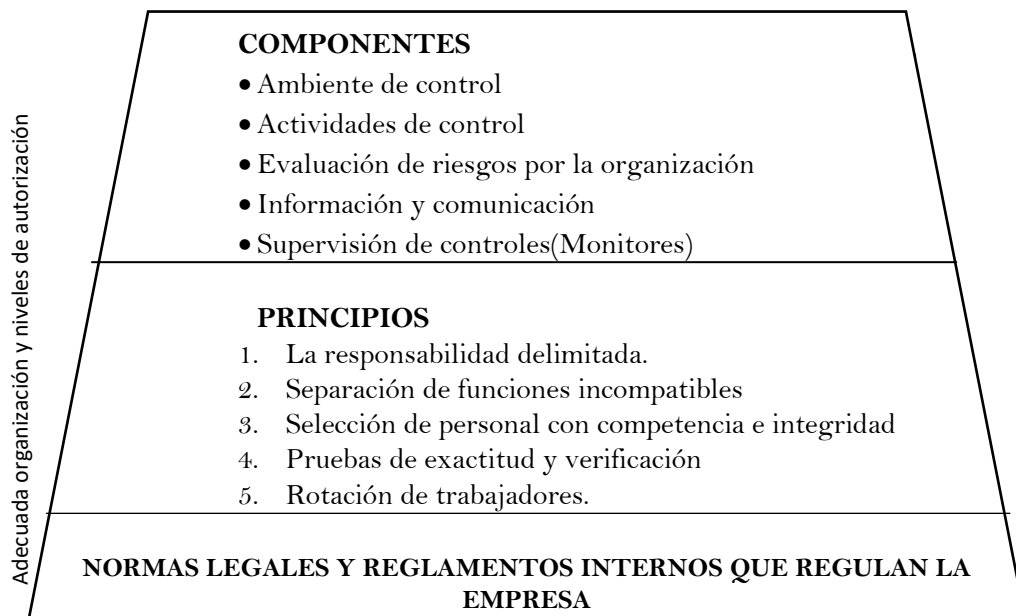 COMPONENTES
• Ambiente de control
• Actividades de control
• Evaluación de riesgos por la organización
• Información y comunicación
• Supervisión de controles(Monitores)
PRINCIPIOS
1. La responsabilidad delimitada.
2. Separación de funciones incompatibles
3. Selección de personal con competencia e integridad
4. Pruebas de exactitud y verificación
5. Rotación de trabajadores.
NORMAS LEGALES Y REGLAMENTOS INTERNOS QUE REGULAN LA
EMPRESA
Adecuada organización y niveles de autorización